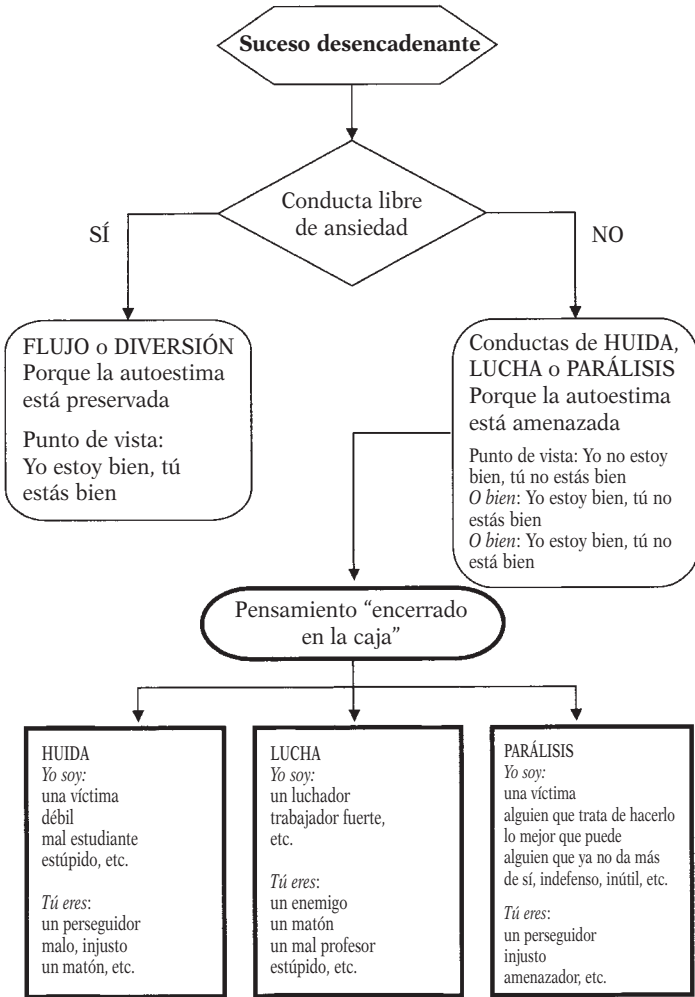 Suceso desencadenante
Conducta libre
de ansiedad
SÍ
NO
FLUJO o DIVERSIÓN
Porque la autoestima
está preservada
Punto de vista:
Yo estoy bien, tú
estás bien
Conductas de HUIDA,
LUCHA o PARÁLISIS
Porque la autoestima
está amenazada
Punto de vista: Yo no estoy
bien, tú no estás bien
O bien: Yo estoy bien, tú no
estás bien
O bien: Yo estoy bien, tú no
está bien
Pensamiento “encerrado
en la caja”
HUIDA
Yo soy:
una víctima
débil
mal estudiante
estúpido, etc.
Tú eres:
un perseguidor
malo, injusto
un matón, etc.
LUCHA
Yo soy:
un luchador
trabajador fuerte,
etc.
Tú eres:
un enemigo
un matón
un mal profesor
estúpido, etc.
PARÁLISIS
Yo soy:
una víctima
alguien que trata de hacerlo
lo mejor que puede
alguien que ya no da más
de sí, indefenso, inútil, etc.
Tú eres:
un perseguidor
injusto
amenazador, etc.